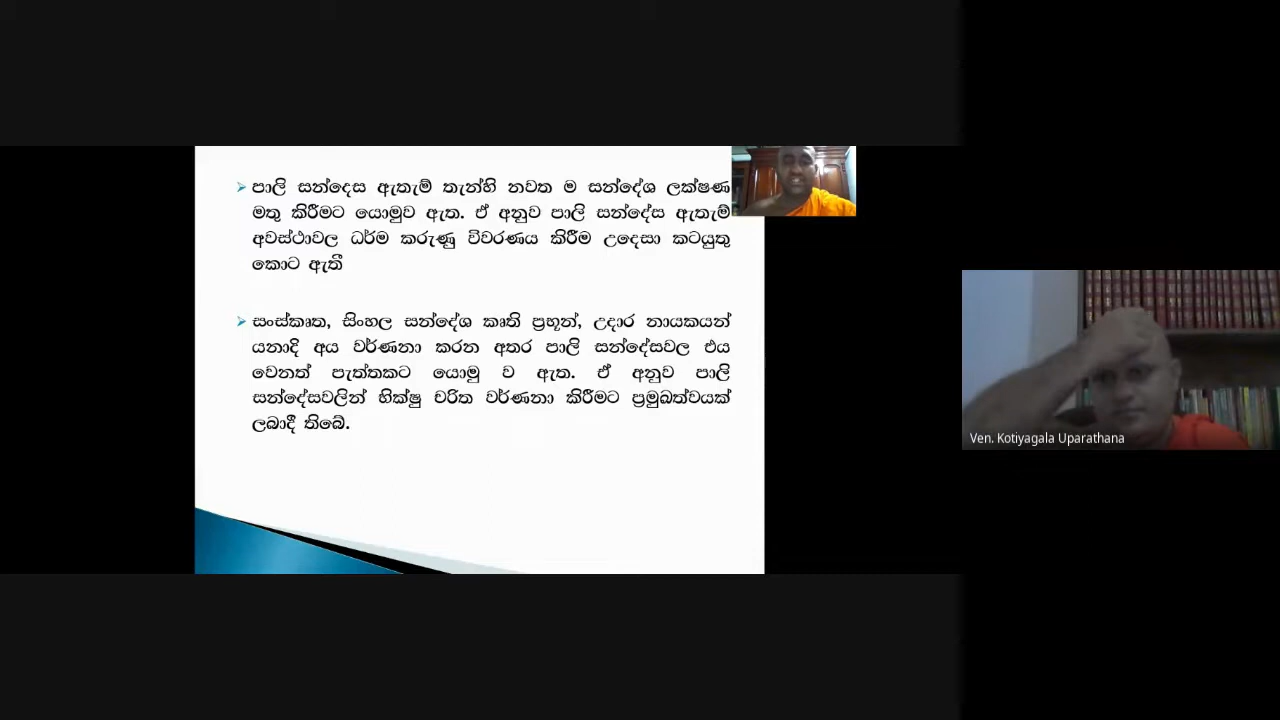 පාලි සන්දෙස ඇතැම් තැන්හි නවත ම සන්දේශ ලක්ෂණ
මතු කිරීමට යොමුව ඇත. ඒ අනුව පාලි සන්දේස ඇතැම්
අවස්ථාවල ධර්ම කරුණු විවරණය කිරීම උදෙසා කටයුතු
කොට ඇතී
සංස්කෘත, සිංහල සන්දේශ කෘති ප්‍රභූන්, උදාර නායකයන්
යනාදි අය වර්ණනා කරන අතර පාලි සන්දේසවල එය
වෙනත් පැත්තකට යොමු ව ඇත. ඒ අනුව පාලි
සන්දේසවලින් භික්ෂු චරිත වර්ණනා කිරීමට ප්‍රමුඛත්වයක්
ලබාදී තිබේ.
Ven. Kotiyagala Uparathana